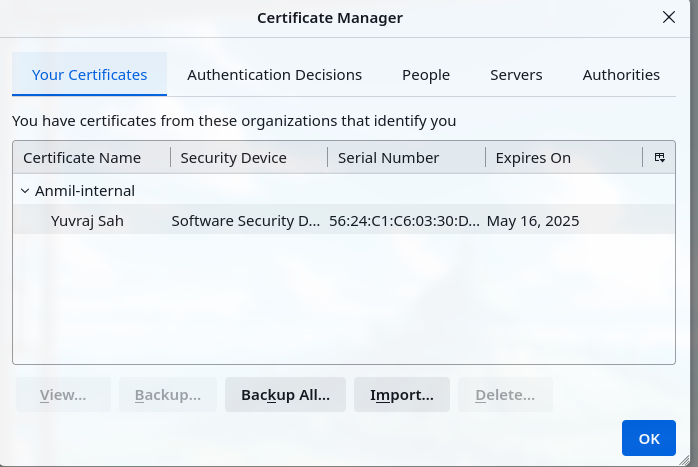 Certificate Manager
Your Certificates Authentication Decisions People Servers Authorities
You have certificates from these organizations that identify you
Certificate Name Security Device Serial Number Expires On
Anmil-internal
Yuvraj Sah Software Security D... 56:24:C1:C6:03:30:D... May 16, 2025
View... Backup... Backup All... Import... Delete...
OK